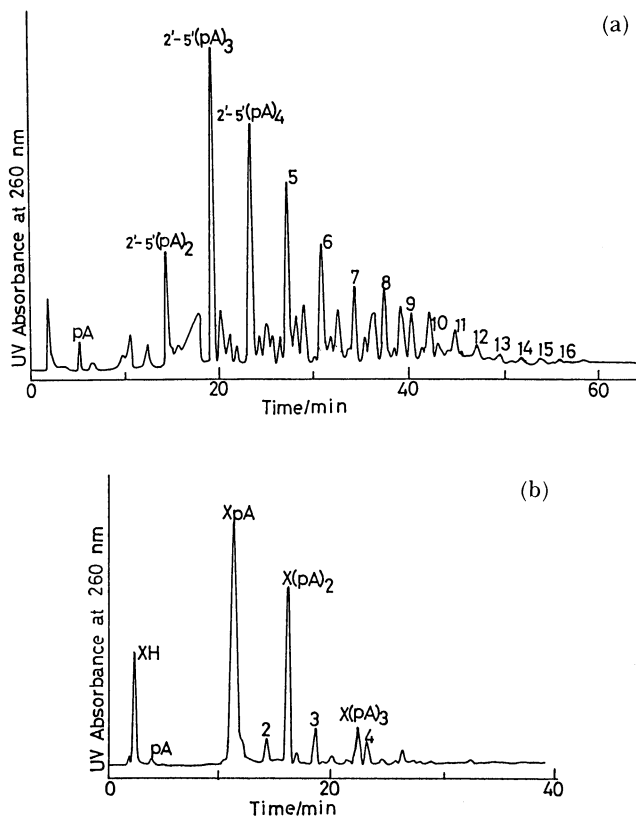 (a)
2'-5'(pA)3
2'-5'(pA)4
5
2'-5'(pA)2
6
7
8
9
pA
10
11
12
13
14
15
16
UV Absorbance at 260 nm
0
20
40
60
Time/min
(b)
XpA
X(pA)2
XH
X(pA)3
pA
2
3
4
UV Absorbance at 260 nm
0
20
40
Time/min